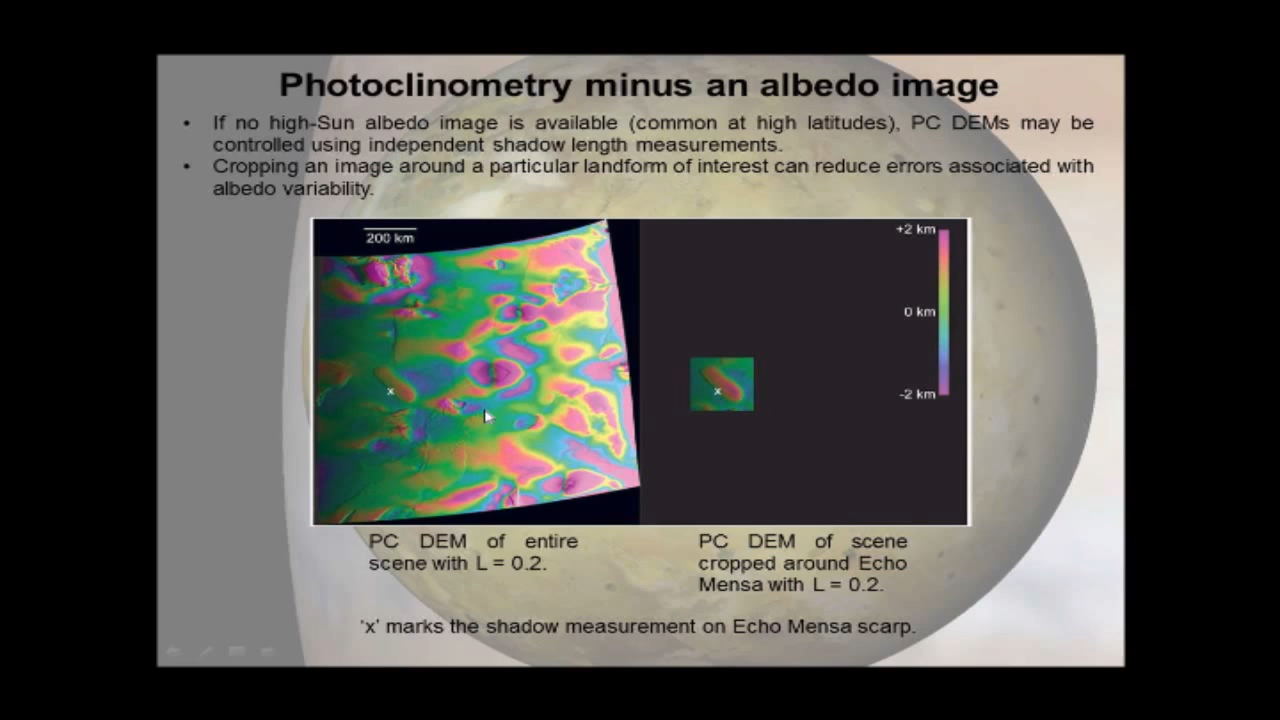 Photoclinometry minus an albedo image
• If no high-Sun albedo image is available (common at high latitudes), PC DEMs may be
controlled using independent shadow length measurements.
• Cropping an image around a particular landform of interest can reduce errors associated with
albedo variability.
200 km
+2 km
0 km
-2 km
x
x
PC DEM of entire
scene with L = 0.2.
PC DEM of scene
cropped around Echo
Mensa with L = 0.2.
'x' marks the shadow measurement on Echo Mensa scarp.